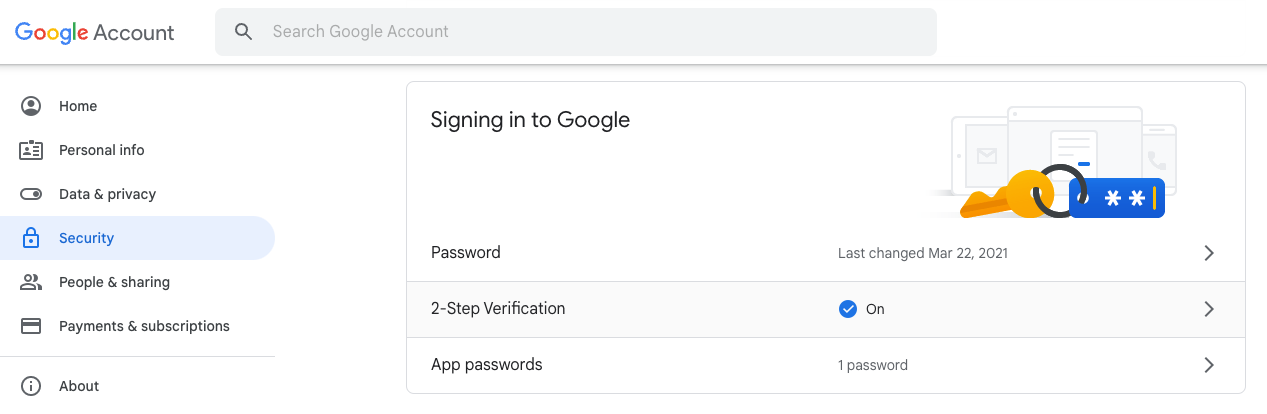 Google Account
Search Google Account
Home
Personal info
Data & privacy
Security
People & sharing
Payments & subscriptions
About
Signing in to Google
**
Password Last changed Mar 22, 2021
2-Step Verification On
App passwords 1 password